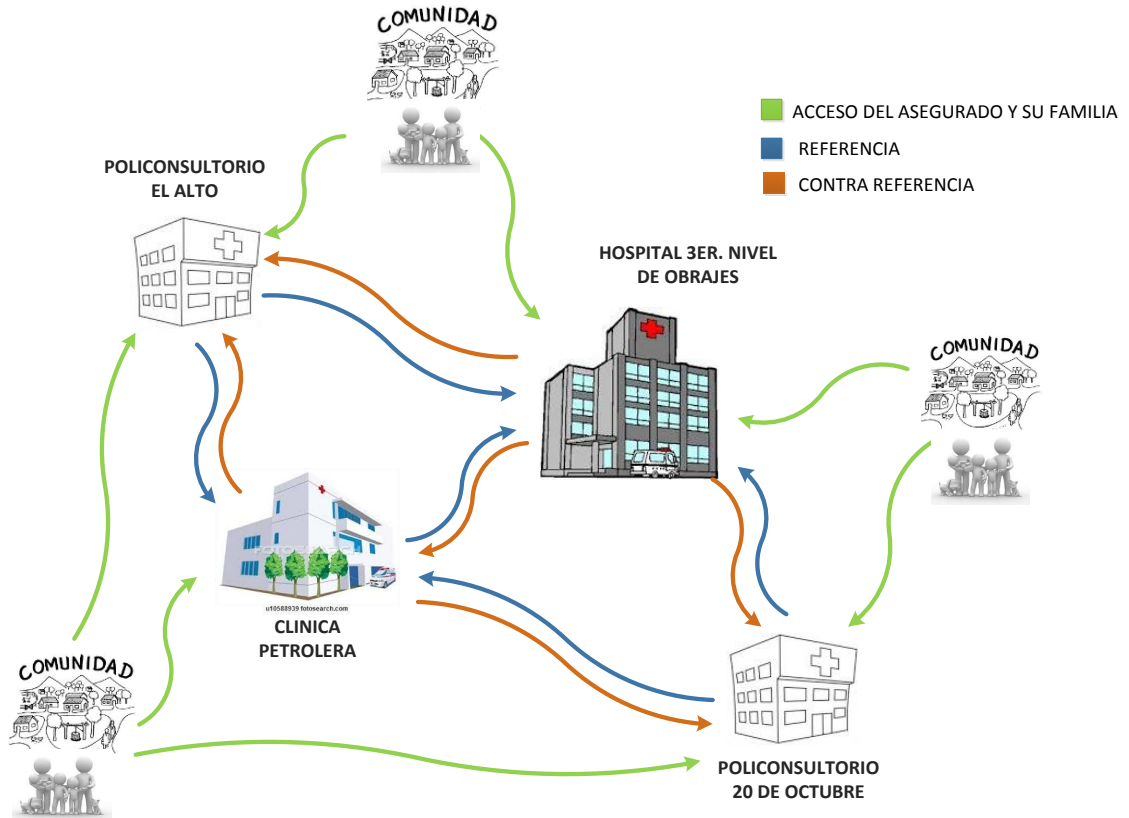 COMUNIDAD
ACCESO DEL ASEGURADO Y SU FAMILIA
REFERENCIA
CONTRA REFERENCIA
POLICONSULTORIO
EL ALTO
HOSPITAL 3ER. NIVEL
DE OBRAJES
COMUNIDAD
FOTOSEARCH
u10588939 fotosearch.com
CLINICA
PETROLERA
COMUNIDAD
POLICONSULTORIO
20 DE OCTUBRE